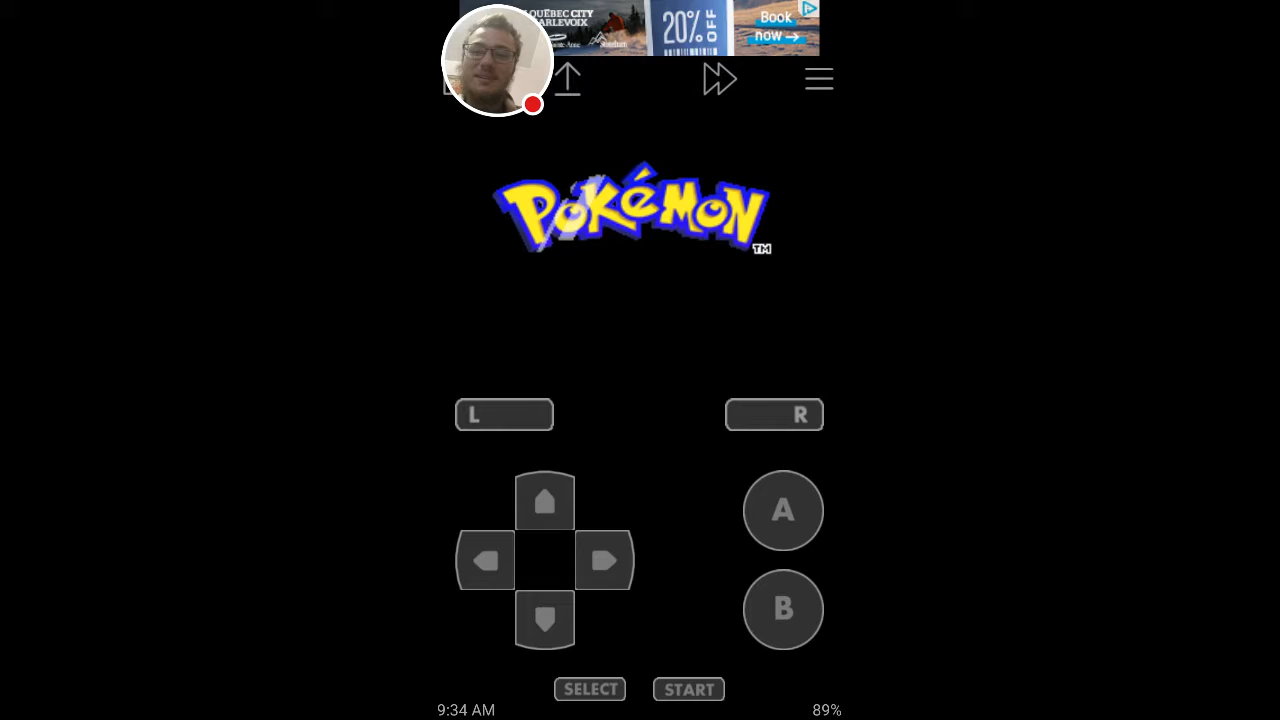 QUÉBEC CITY
CHARLEVOIX
20% OFF
Book
now →
Pokémon
TM
L
R
A
B
SELECT
START
9:34 AM
89%